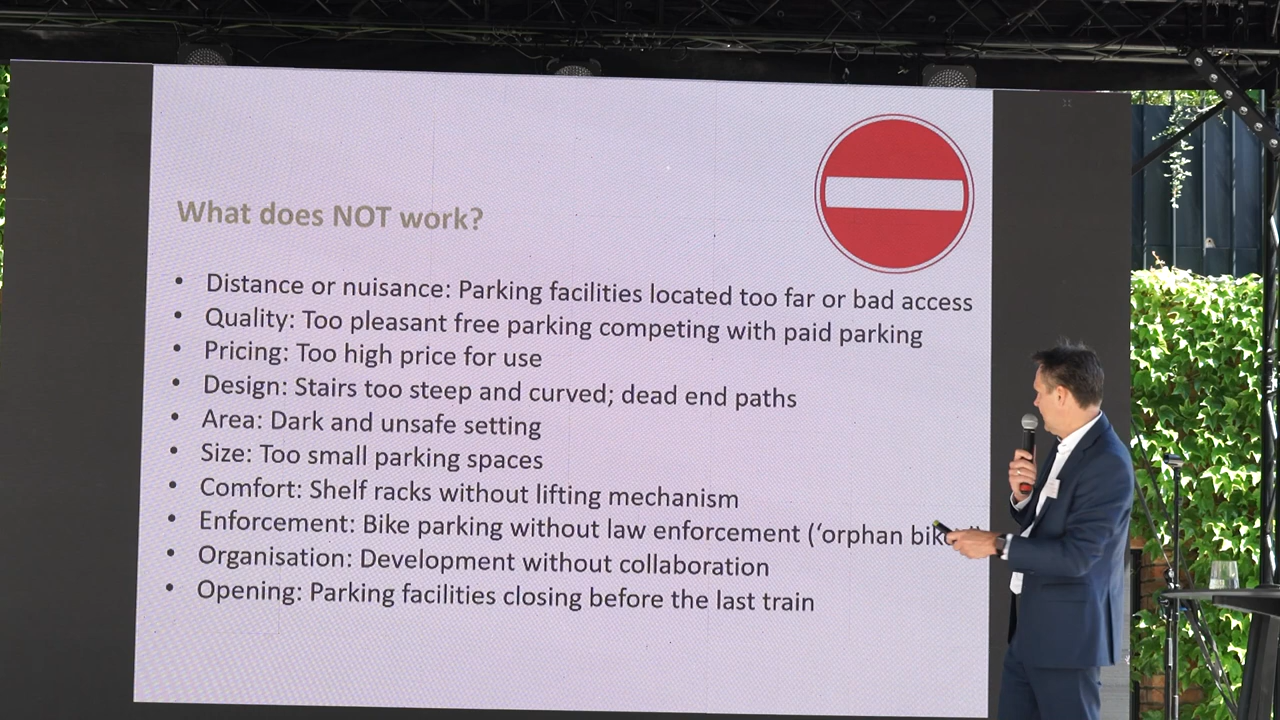 What does NOT work?
• Distance or nuisance: Parking facilities located too far or bad access
• Quality: Too pleasant free parking competing with paid parking
• Pricing: Too high price for use
• Design: Stairs too steep and curved; dead end paths
• Area: Dark and unsafe setting
• Size: Too small parking spaces
• Comfort: Shelf racks without lifting mechanism
• Enforcement: Bike parking without law enforcement (‘orphan
• Organisation: Development without collaboration
• Opening: Parking facilities closing before the last train